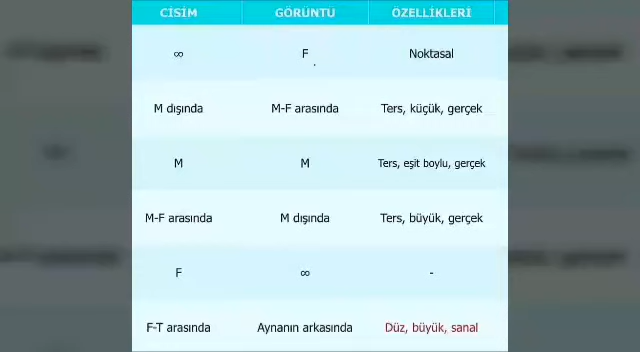 CİSİM GÖRÜNTÜ ÖZELLİKLERİ
∞ F Noktasal
M dışında M-F arasında Ters, küçük, gerçek
M M Ters, eşit boylu, gerçek
M-F arasında M dışında Ters, büyük, gerçek
F ∞ -
F-T arasında Aynanın arkasında Düz, büyük, sanal